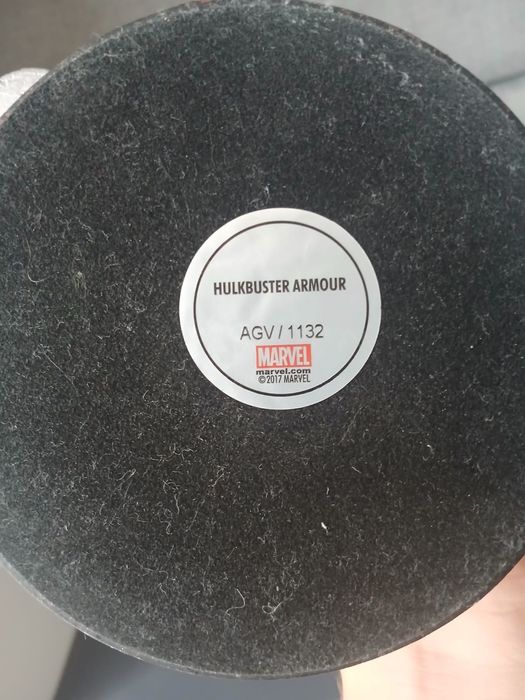 HULKBUSTER ARMOUR
AGV / 1132
MARVEL
marvel.com
©2017 MARVEL